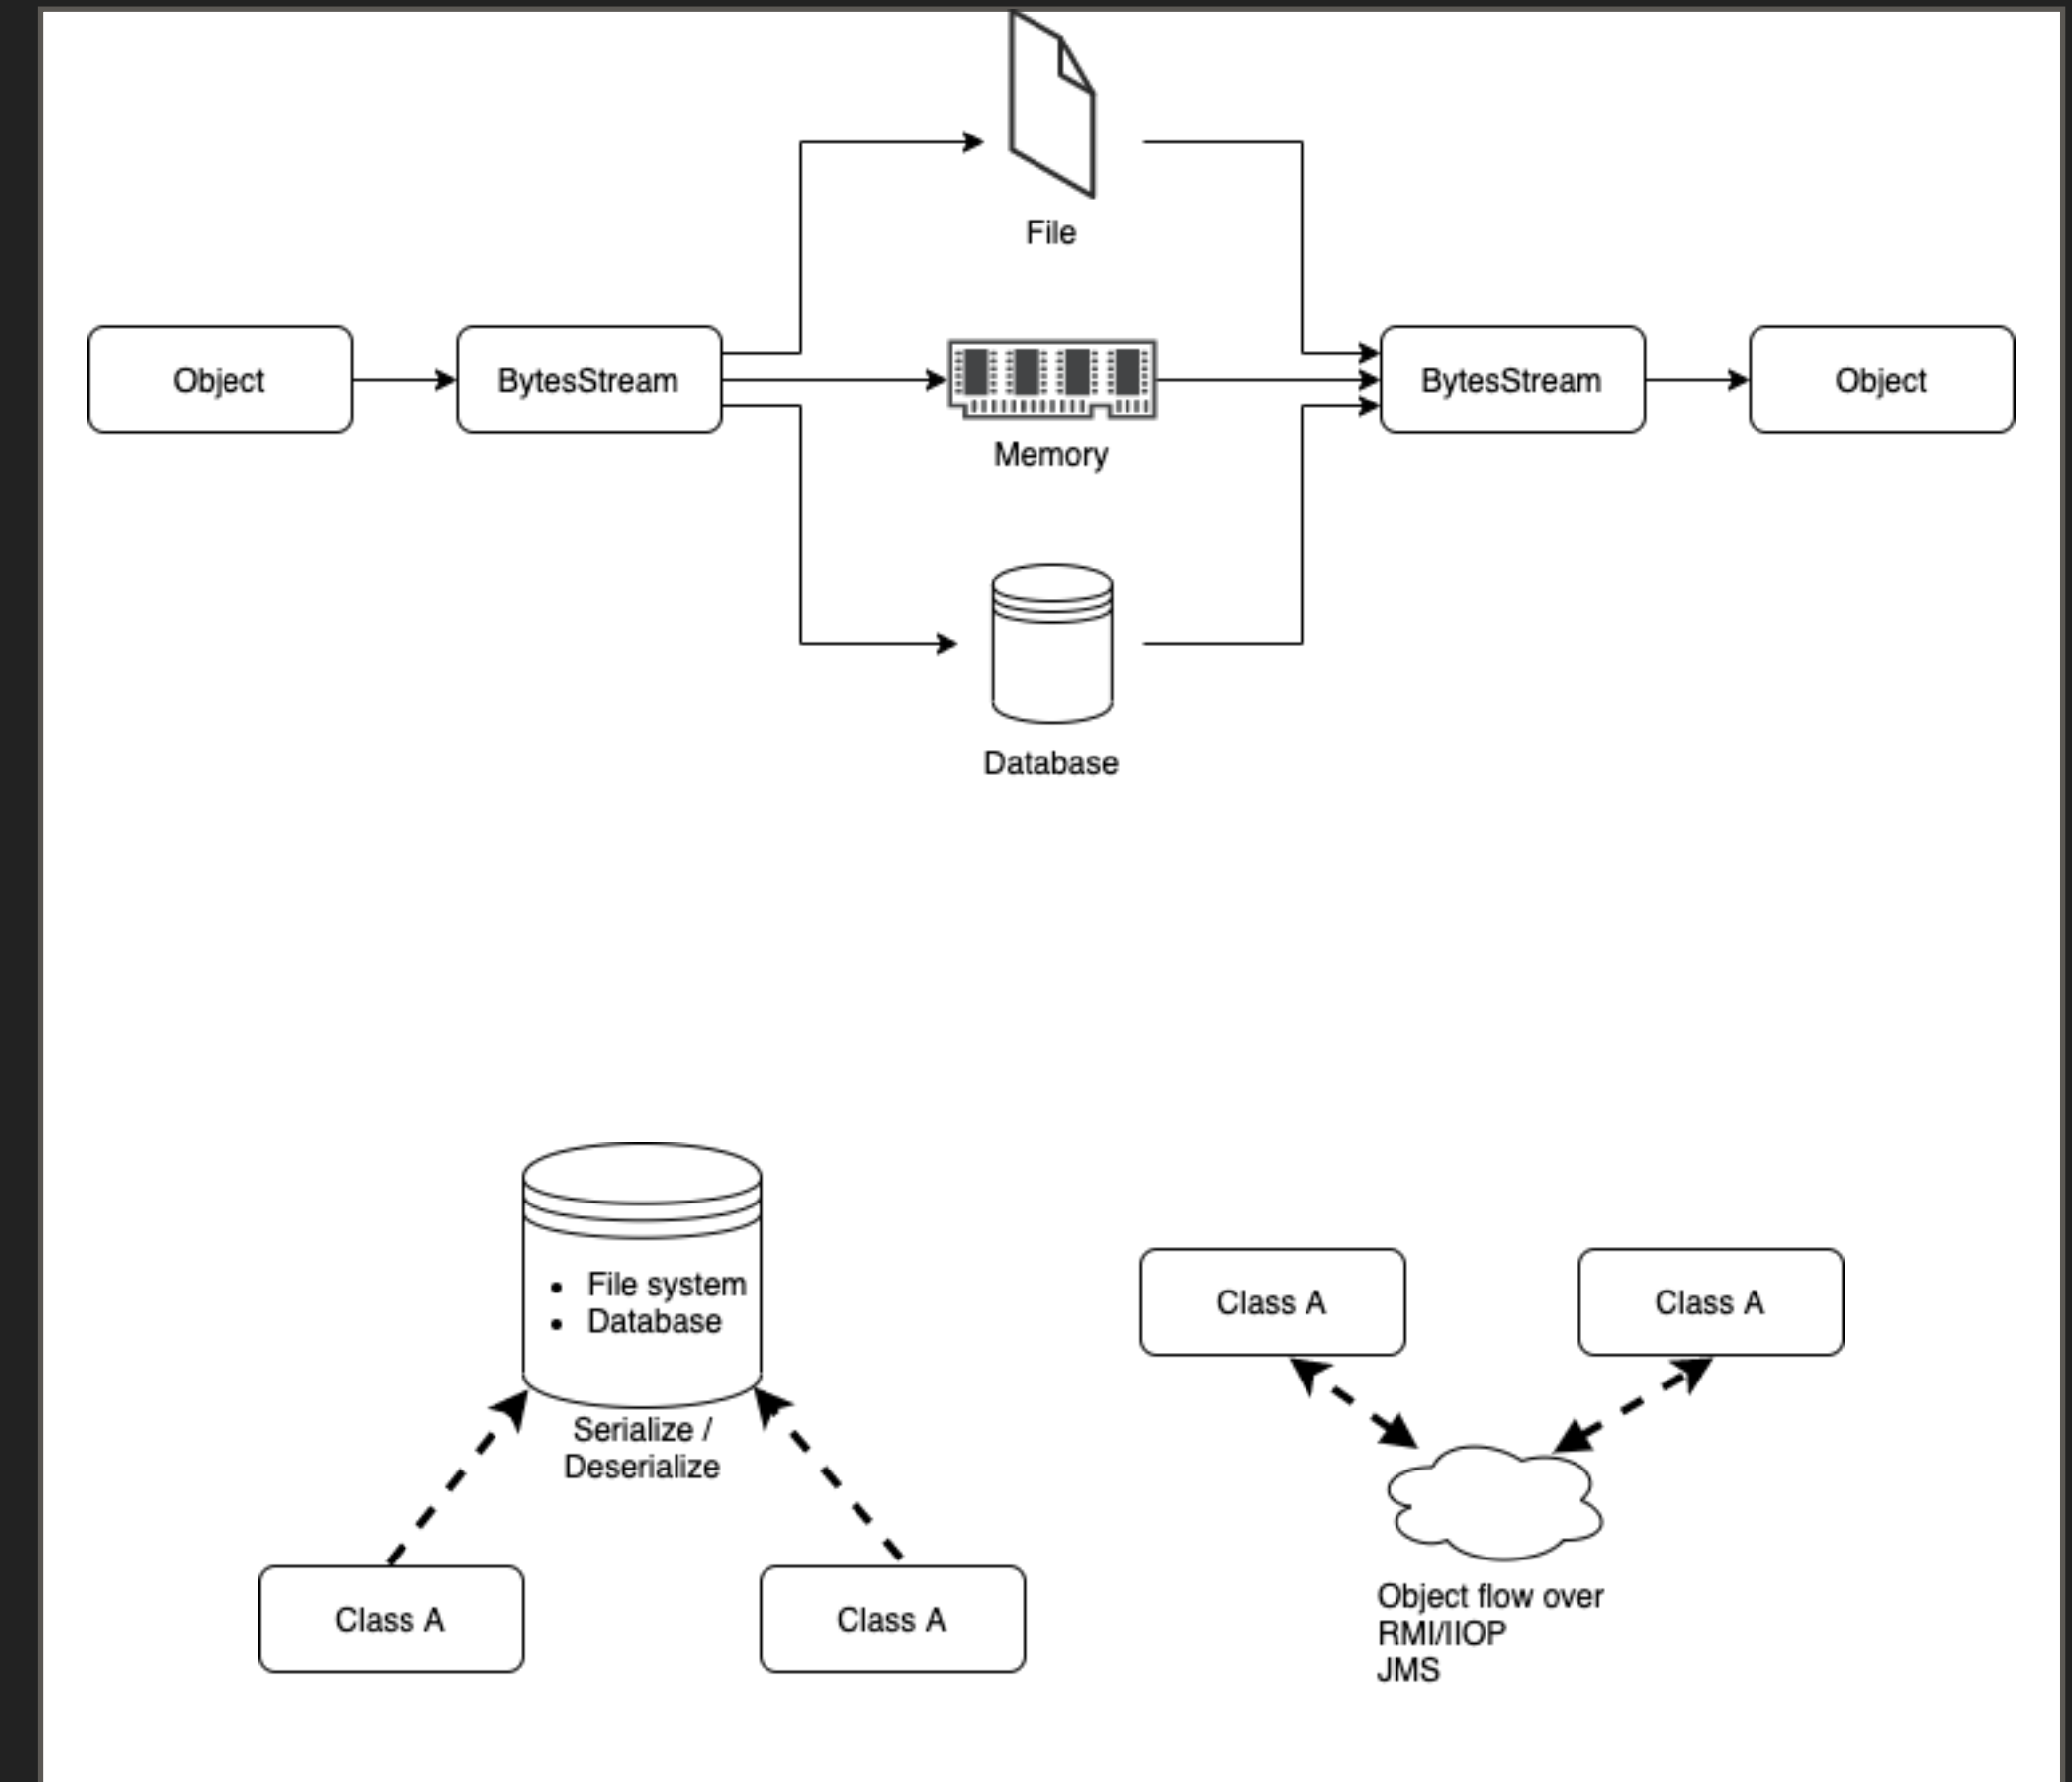 File
Object
BytesStream
BytesStream
Object
Memory
Database
• File system
• Database
Serialize /
Deserialize
Class A
Class A
Class A
Class A
Object flow over
RMI/IIOP
JMS